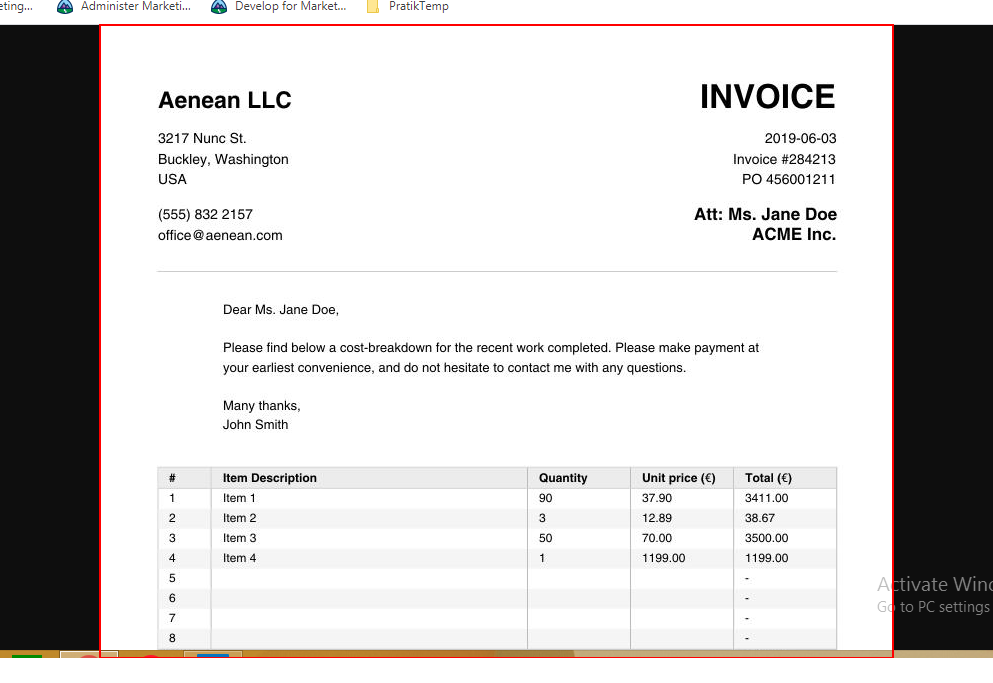 Administer Marketi...
Develop for Market...
PratikTemp
Aenean LLC
INVOICE
3217 Nunc St.
2019-06-03
Buckley, Washington
Invoice #284213
USA
PO 456001211
(555) 832 2157
Att: Ms. Jane Doe
office@aenean.com
ACME Inc.
Dear Ms. Jane Doe,
Please find below a cost-breakdown for the recent work completed. Please make payment at
your earliest convenience, and do not hesitate to contact me with any questions.
Many thanks,
John Smith
# Item Description Quantity Unit price (€) Total (€)
1 Item 1 90 37.90 3411.00
2 Item 2 3 12.89 38.67
3 Item 3 50 70.00 3500.00
4 Item 4 1 1199.00 1199.00
5 -
6 -
7 -
8 -
Activate
Go to PC settings